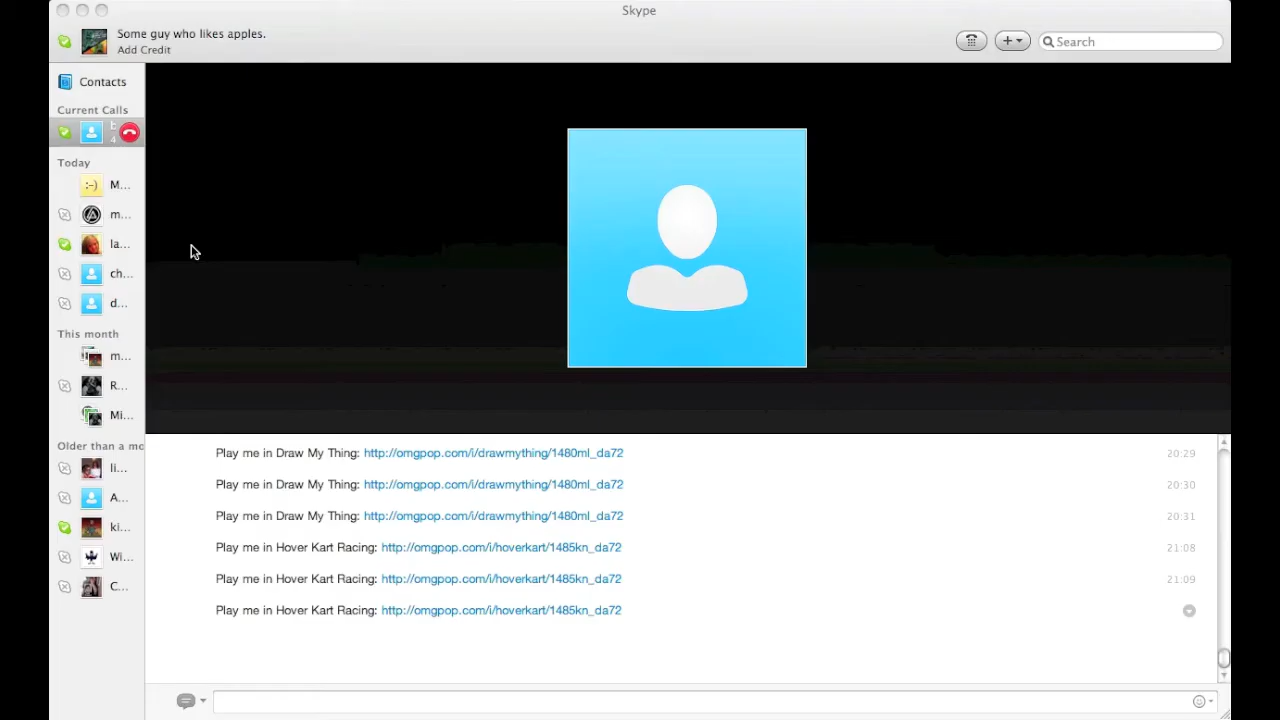 Skype
Some guy who likes apples.
Add Credit
Search
Contacts
Current Calls
4
Today
:-) M...
m...
la...
ch...
d...
This month
m...
R...
Mi...
Older than a mo
li...
A...
ki...
Wi...
C...
Play me in Draw My Thing: http://omgpop.com/i/drawmything/1480ml_da72 20:29
Play me in Draw My Thing: http://omgpop.com/i/drawmything/1480ml_da72 20:30
Play me in Draw My Thing: http://omgpop.com/i/drawmything/1480ml_da72 20:31
Play me in Hover Kart Racing: http://omgpop.com/i/hoverkart/1485kn_da72 21:08
Play me in Hover Kart Racing: http://omgpop.com/i/hoverkart/1485kn_da72 21:09
Play me in Hover Kart Racing: http://omgpop.com/i/hoverkart/1485kn_da72